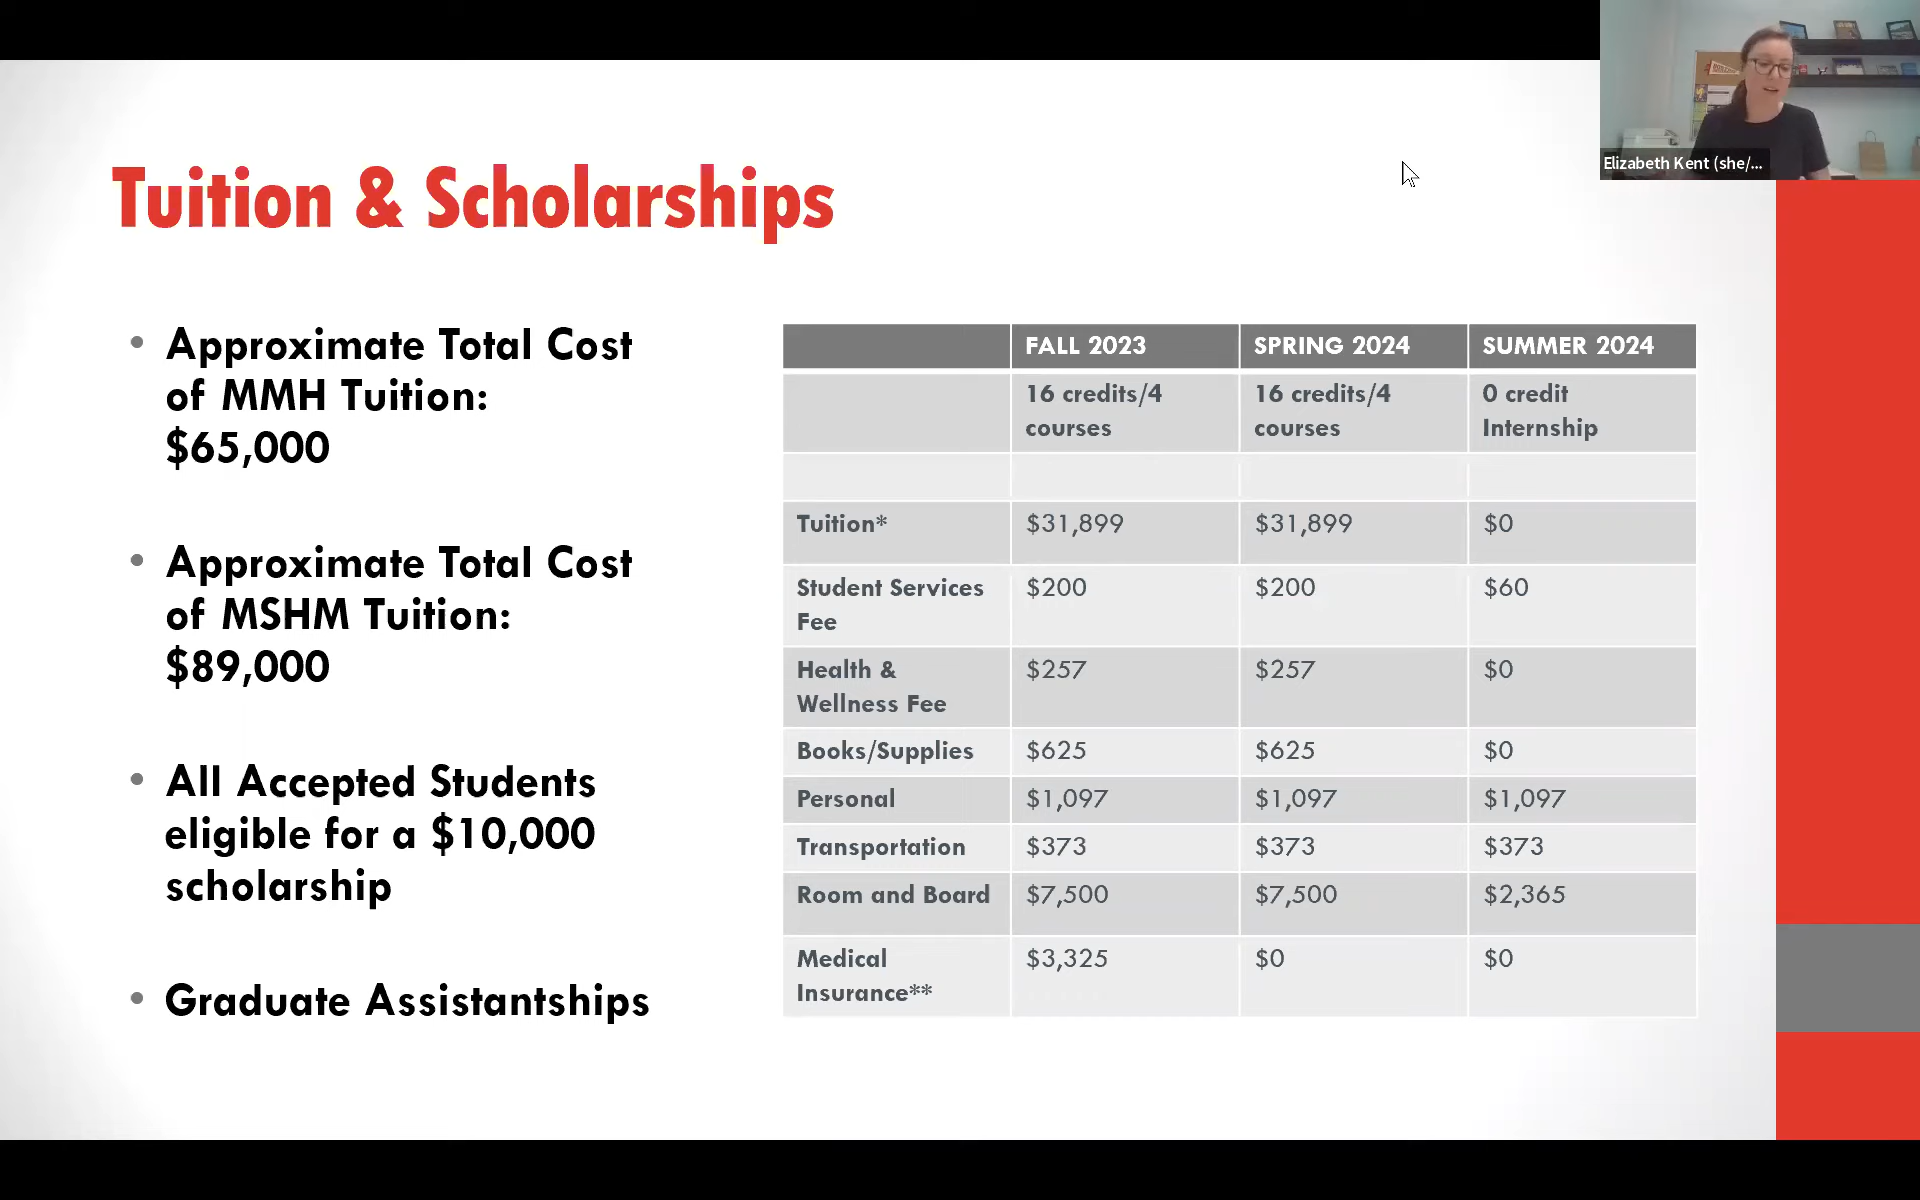 Elizabeth Kent (she/...
Tuition & Scholarships
• Approximate Total Cost
of MMH Tuition:
$65,000
• Approximate Total Cost
of MSHM Tuition:
$89,000
• All Accepted Students
eligible for a $10,000
scholarship
• Graduate Assistantships
FALL 2023 SPRING 2024 SUMMER 2024
16 credits/4 16 credits/4 0 credit
courses courses Internship
Tuition* $31,899 $31,899 $0
Student Services $200 $200 $60
Fee
Health & $257 $257 $0
Wellness Fee
Books/Supplies $625 $625 $0
Personal $1,097 $1,097 $1,097
Transportation $373 $373 $373
Room and Board $7,500 $7,500 $2,365
Medical $3,325 $0 $0
Insurance**